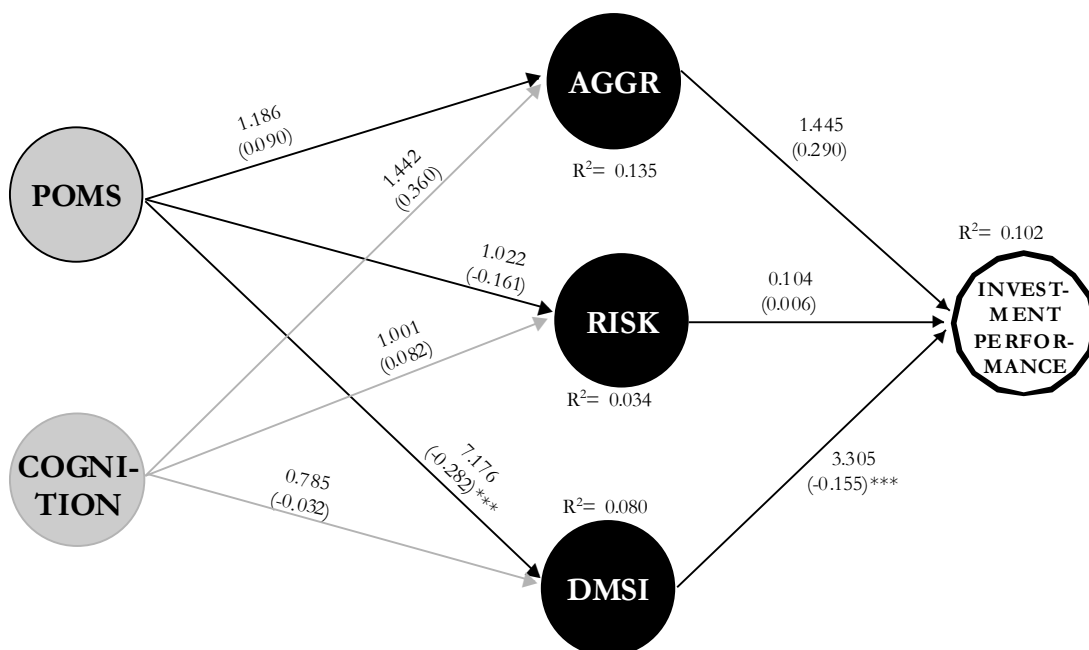 AGGR
1.186
(0.090)
1.445
(0.290)
1.442
(0.360)
R²= 0.135
POMS
R²= 0.102
1.022
(-0.161)
0.104
(0.006)
INVEST-
MENT
PERFOR-
MANCE
RISK
1.001
(0.082)
R²= 0.034
COGNI-
TION
7.176
(-0.282)***
3.305
(-0.155)***
0.785
(-0.032)
R²= 0.080
DMSI